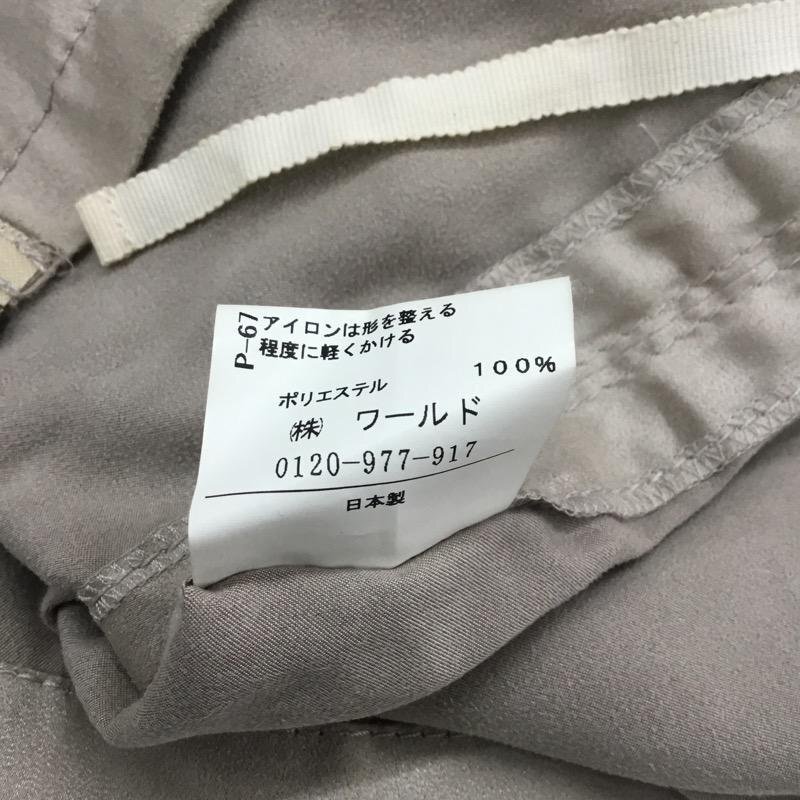 P-67
アイロンは形を整える
程度に軽くかける
ポリエステル 100%
㈱ ワールド
0120-977-917
日本製